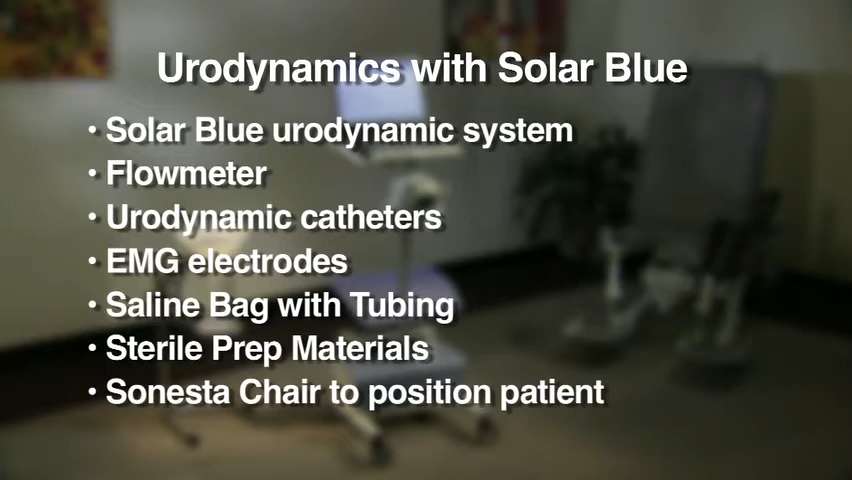 Urodynamics with Solar Blue
• Solar Blue urodynamic system
• Flowmeter
• Urodynamic catheters
• EMG electrodes
• Saline Bag with Tubing
• Sterile Prep Materials
• Sonesta Chair to position patient